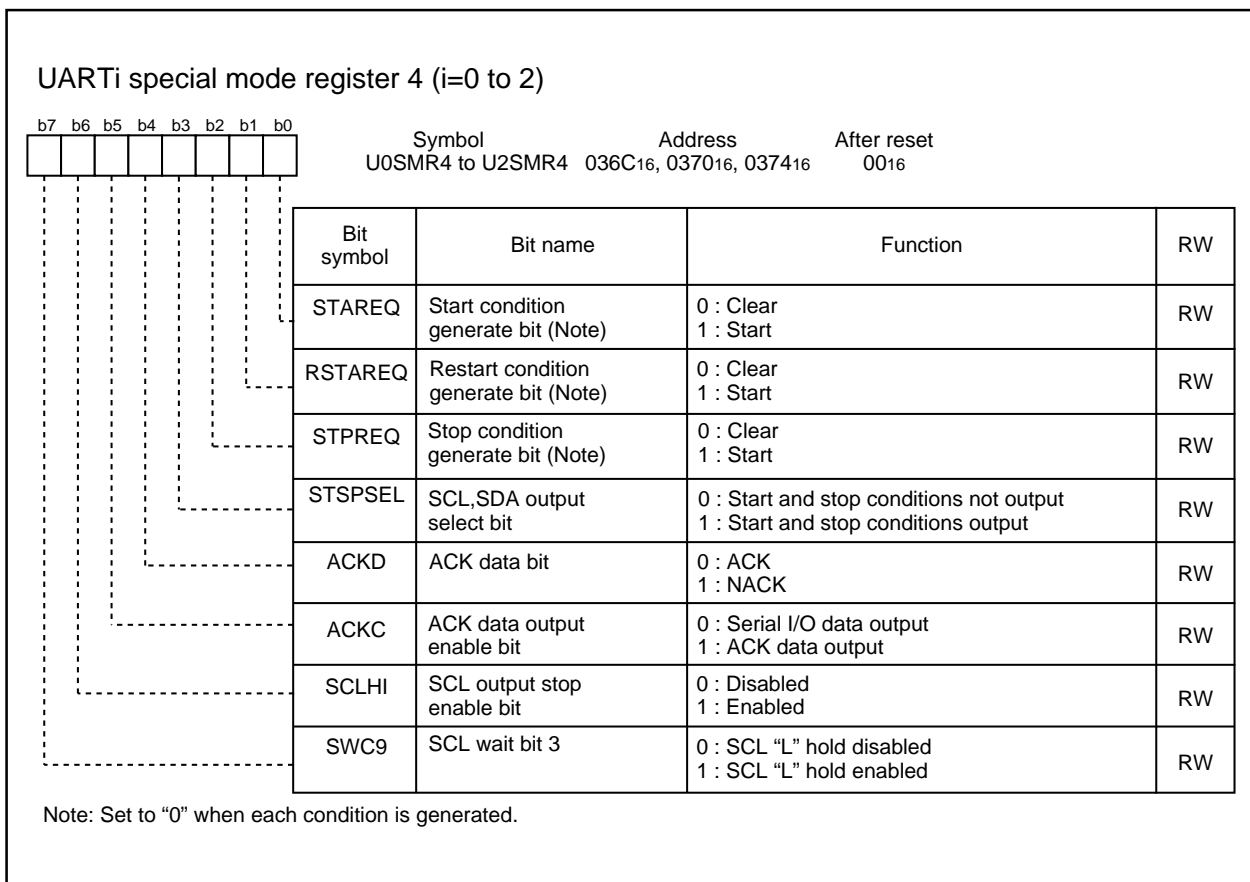 UARTi special mode register 4 (i=0 to 2)
b7 b6 b5 b4 b3 b2 b1 b0
Symbol Address After reset
U0SMR4 to U2SMR4 036C16, 037016, 037416 0016
Bit symbol Bit name Function RW
STAREQ Start condition 0 : Clear RW
generate bit (Note) 1 : Start
RSTAREQ Restart condition 0 : Clear RW
generate bit (Note) 1 : Start
STPREQ Stop condition 0 : Clear RW
generate bit (Note) 1 : Start
STSPSEL SCL,SDA output 0 : Start and stop conditions not output RW
select bit 1 : Start and stop conditions output
ACKD ACK data bit 0 : ACK RW
1 : NACK
ACKC ACK data output 0 : Serial I/O data output RW
enable bit 1 : ACK data output
SCLHI SCL output stop 0 : Disabled RW
enable bit 1 : Enabled
SWC9 SCL wait bit 3 0 : SCL “L” hold disabled RW
1 : SCL “L” hold enabled
Note: Set to “0” when each condition is generated.